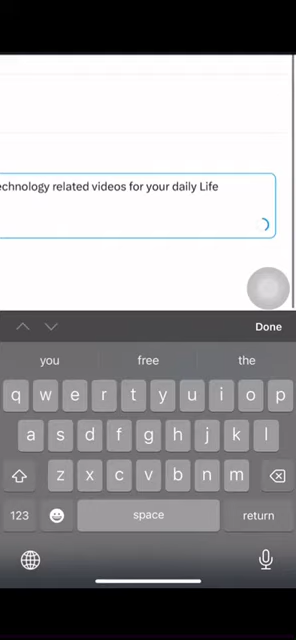 echnology related videos for your daily Life
Done
you free the
q w e r t y u i o p
a s d f g h j k l
z x c v b n m
123 space return